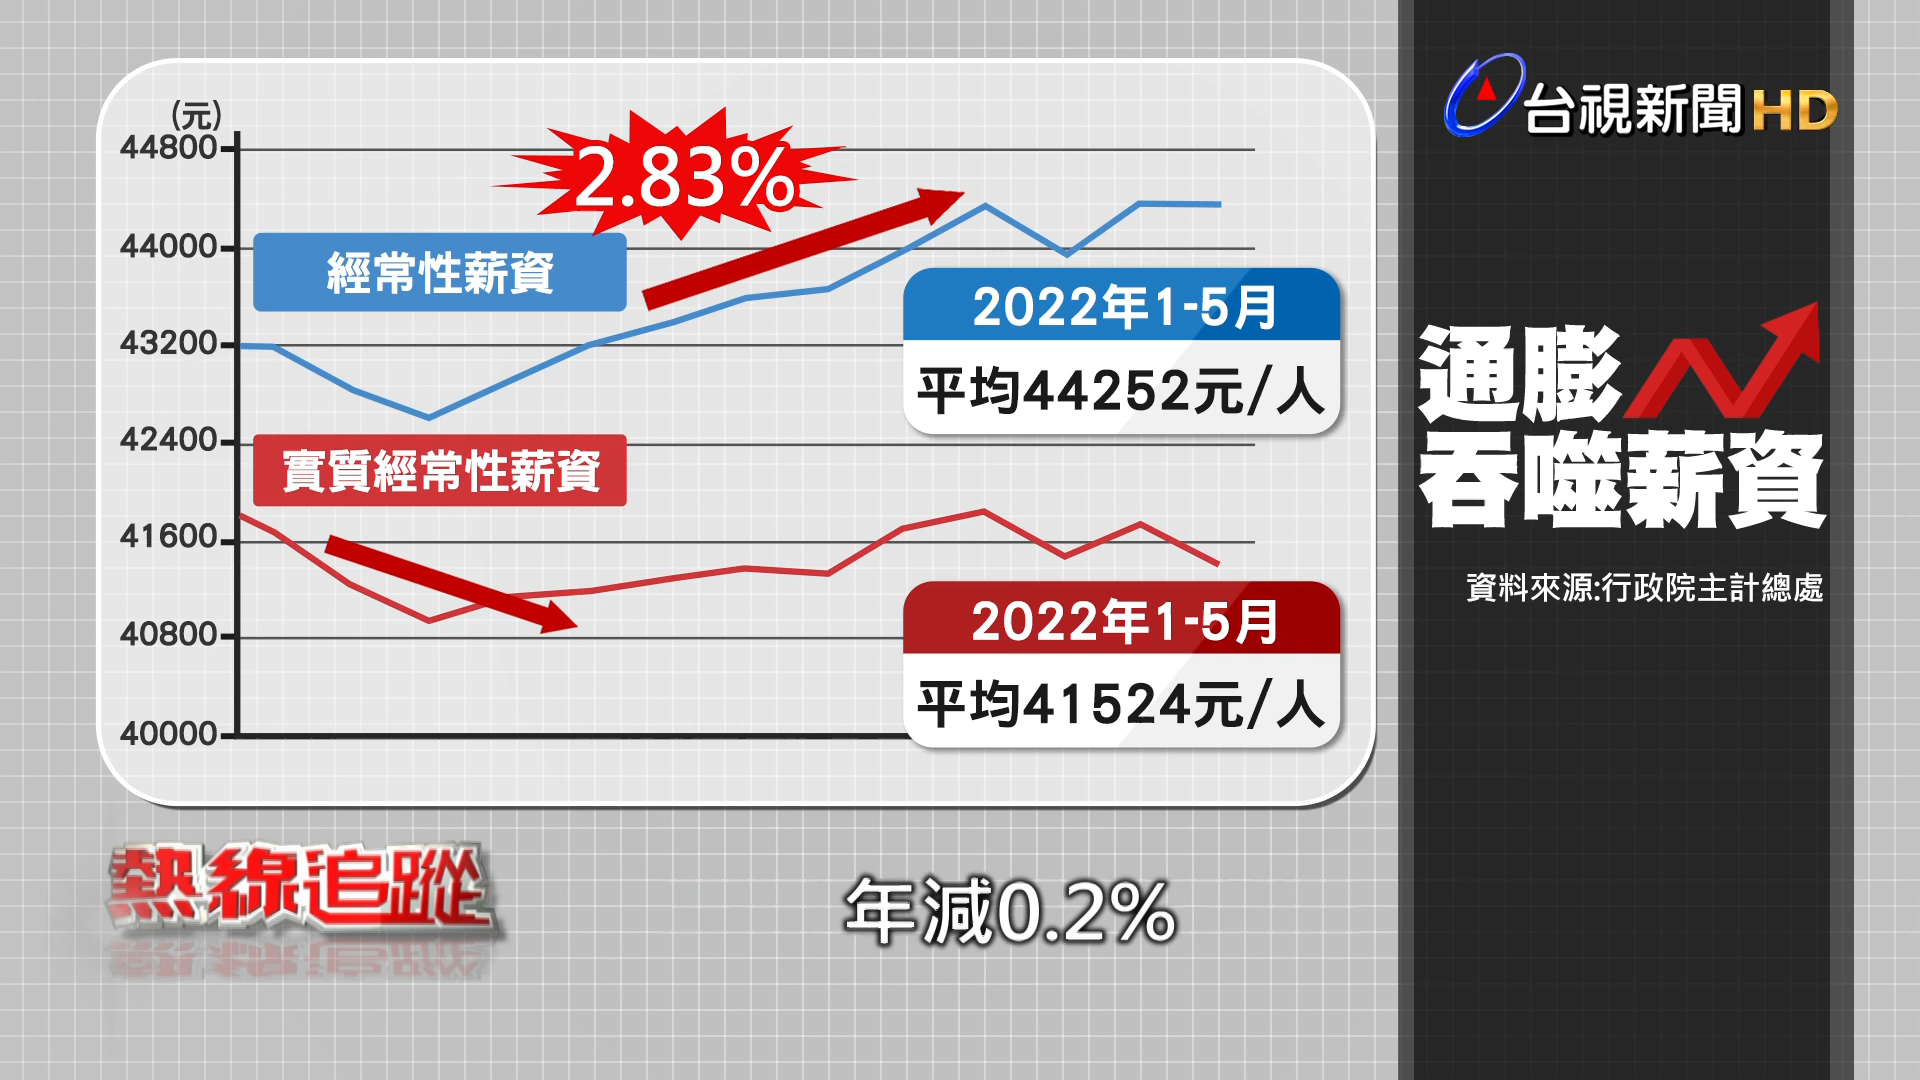 (元)
44800
44000
43200
42400
41600
40800
40000
2.83%
經常性薪資
2022年1-5月
平均44252元/人
實質經常性薪資
2022年1-5月
平均41524元/人
台視新聞HD
通膨
吞噬薪資
資料來源:行政院主計總處
熱線追蹤
年減0.2%